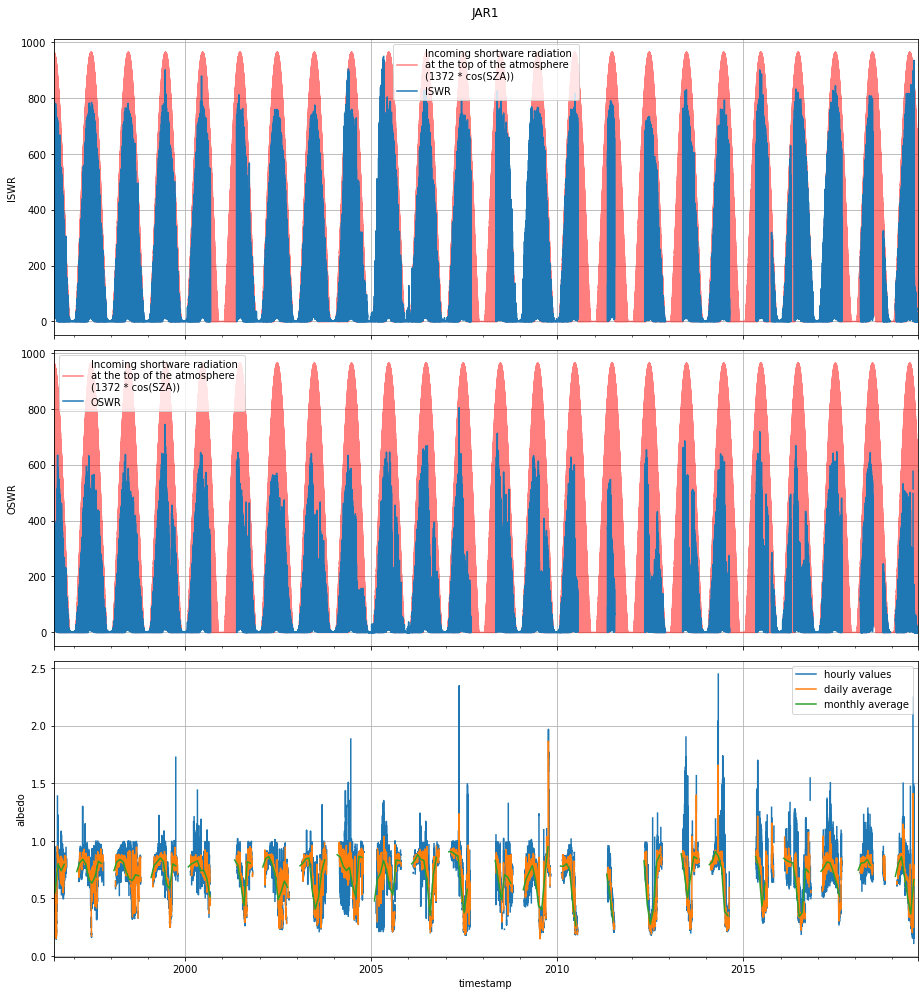 JAR1
1000
800
600
400
200
0
ISWR
Incoming shortware radiation
at the top of the atmosphere
(1372 * cos(SZA))
ISWR
1000
800
600
400
200
0
OSWR
Incoming shortware radiation
at the top of the atmosphere
(1372 * cos(SZA))
OSWR
2.5
2.0
1.5
1.0
0.5
0.0
albedo
hourly values
daily average
monthly average
2000 2005 2010 2015
timestamp